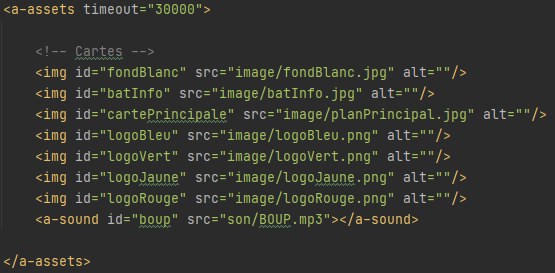 <a-assets timeout="30000">
<!-- Cartes -->
<img id="fondBlanc" src="image/fondBlanc.jpg" alt=""/>
<img id="batInfo" src="image/batInfo.jpg" alt=""/>
<img id="cartePrincipale" src="image/planPrincipal.jpg" alt=""/>
<img id="logoBleu" src="image/logoBleu.png" alt=""/>
<img id="logoVert" src="image/logoVert.png" alt=""/>
<img id="logoJaune" src="image/logoJaune.png" alt=""/>
<img id="logoRouge" src="image/logoRouge.png" alt=""/>
<a-sound id="boup" src="son/BOUP.mp3"></a-sound>
</a-assets>